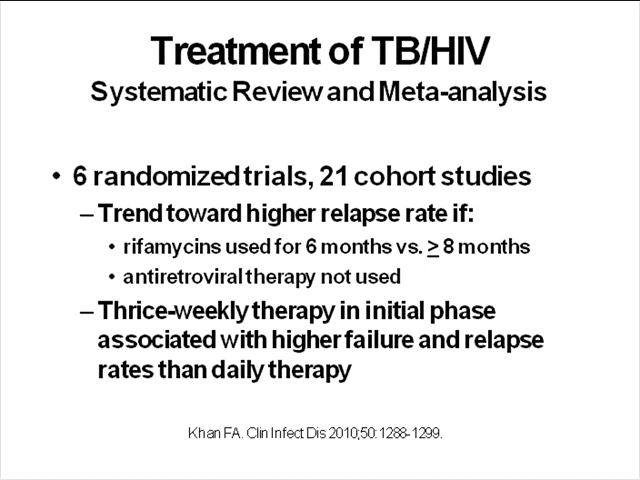 Treatment of TB/HIV
Systematic Review and Meta-analysis
• 6 randomized trials, 21 cohort studies
– Trend toward higher relapse rate if:
• rifamycins used for 6 months vs. ≥ 8 months
• antiretroviral therapy not used
– Thrice-weekly therapy in initial phase
associated with higher failure and relapse
rates than daily therapy
Khan FA. Clin Infect Dis 2010;50:1288-1299.